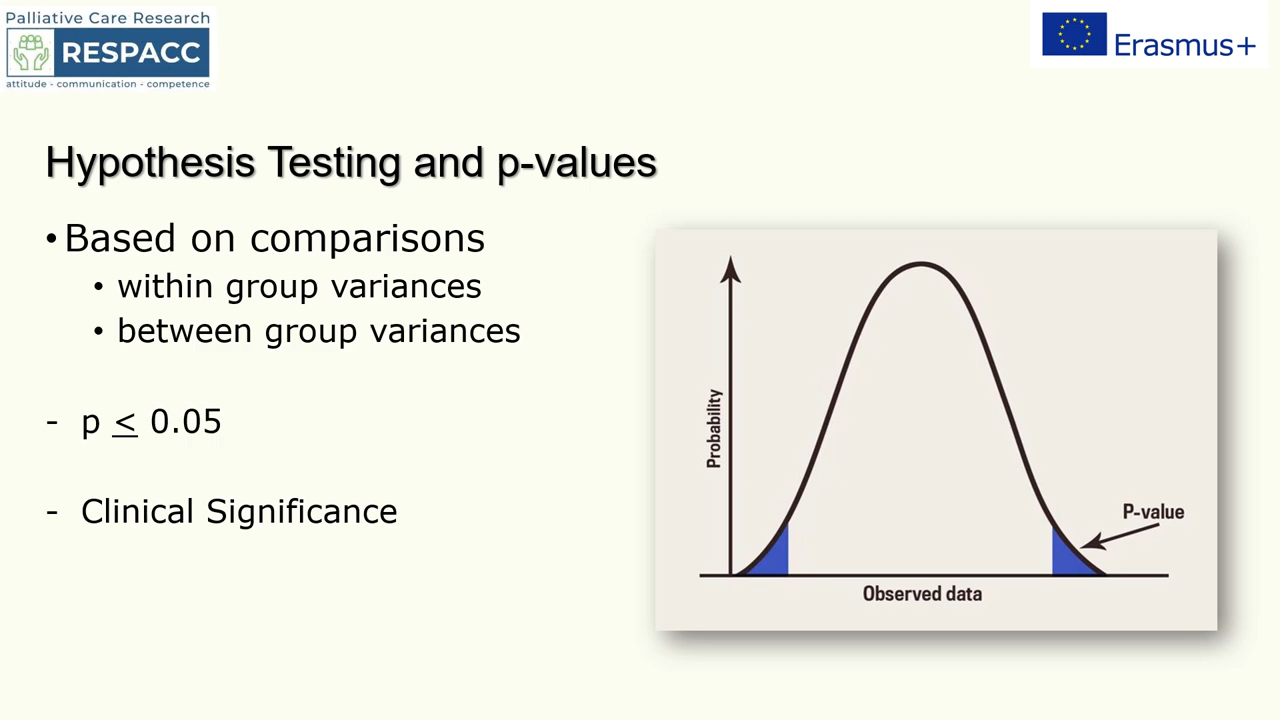 Palliative Care Research
RESPACC
attitude - communication - competence
Erasmus+
Hypothesis Testing and p-values
• Based on comparisons
• within group variances
• between group variances
- p < 0.05
- Clinical Significance
Probability
P-value
Observed data